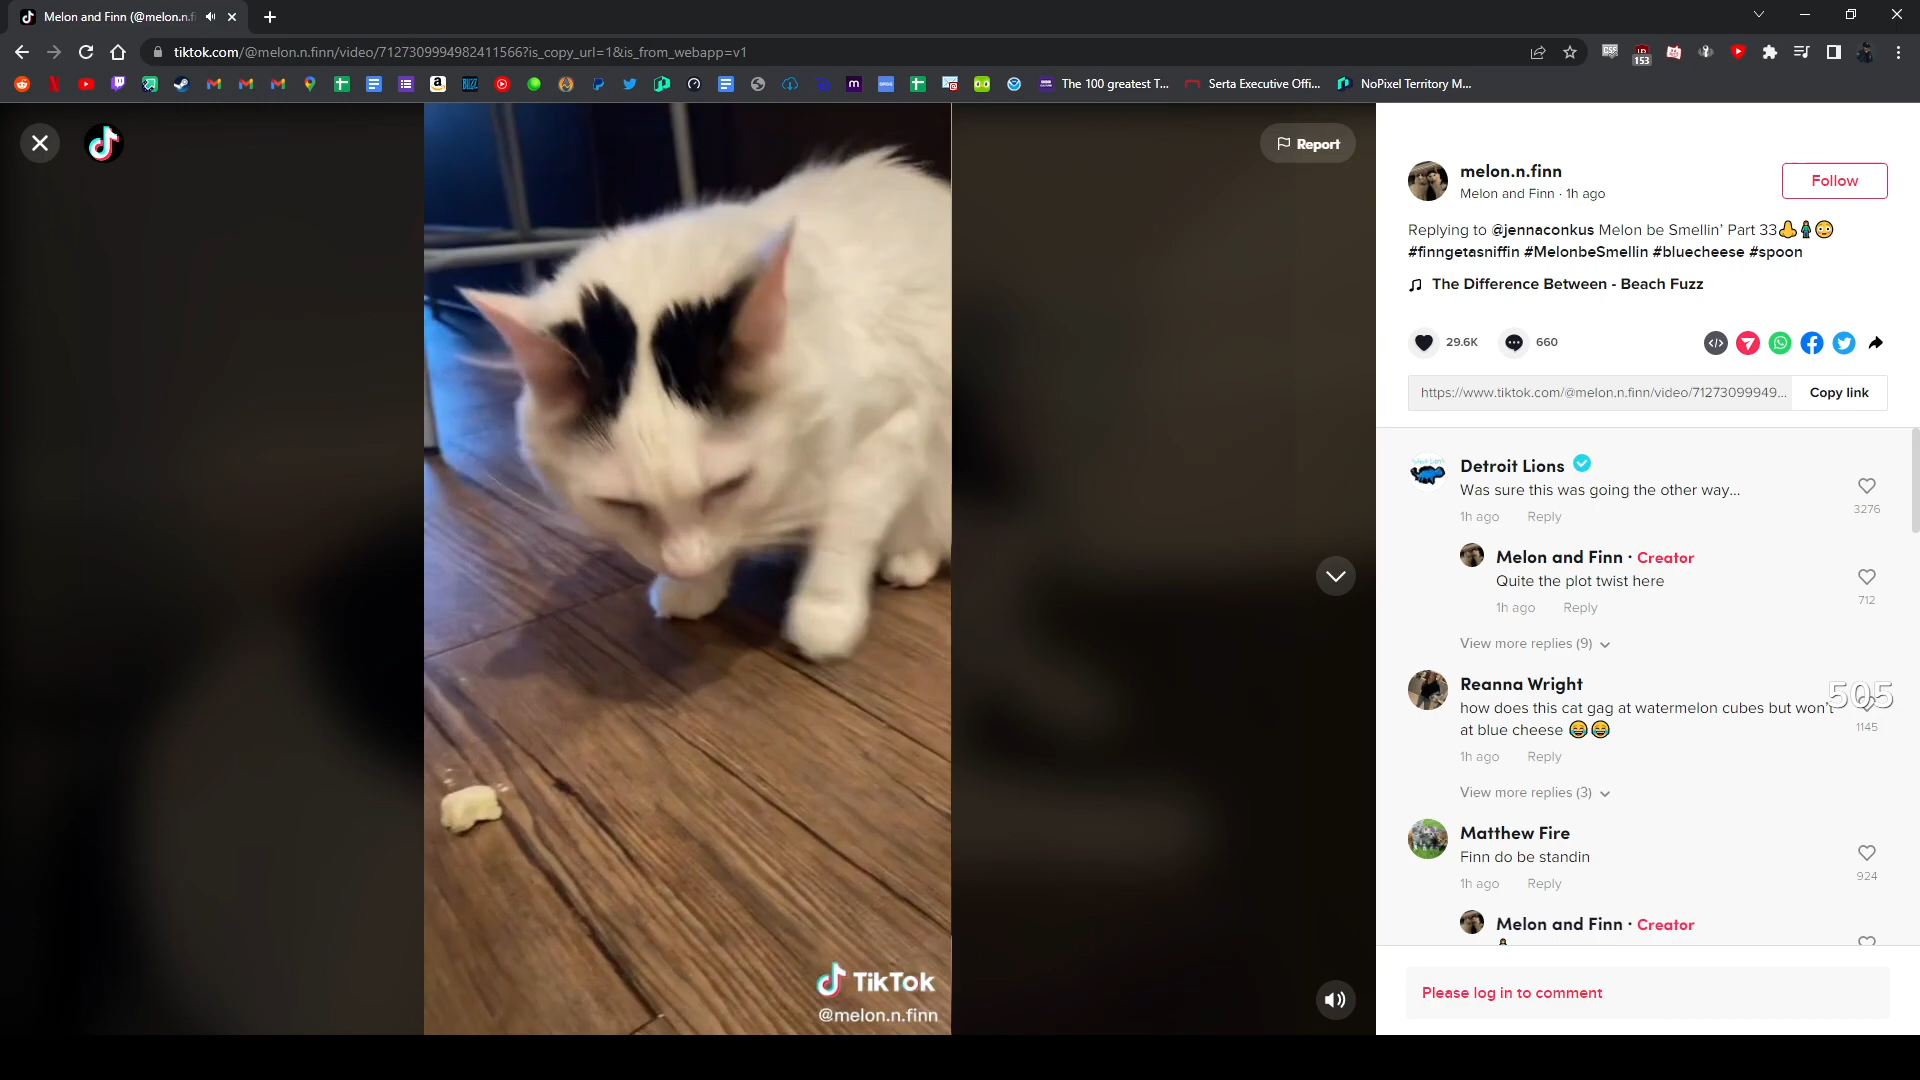 Melon and Finn (@melon.n.fi
tiktok.com/@melon.n.finn/video/7127309994982411566?is_copy_url=1&is_from_webapp=v1
153
The 100 greatest T...
Serta Executive Offi...
NoPixel Territory M...
Report
TikTok
@melon.n.finn
melon.n.finn
Melon and Finn · 1h ago
Follow
Replying to @jennaconkus Melon be Smellin' Part 33👃🧍😳
#finngetasniffin #MelonbeSmellin #bluecheese #spoon
The Difference Between - Beach Fuzz
29.6K
660
https://www.tiktok.com/@melon.n.finn/video/71273099949...
Copy link
Detroit Lions
Was sure this was going the other way...
1h ago Reply
3276
Melon and Finn · Creator
Quite the plot twist here
1h ago Reply
712
View more replies (9)
Reanna Wright
how does this cat gag at watermelon cubes but won't
at blue cheese 😂😂
505
1145
1h ago Reply
View more replies (3)
Matthew Fire
Finn do be standin
1h ago Reply
924
Melon and Finn · Creator
Please log in to comment